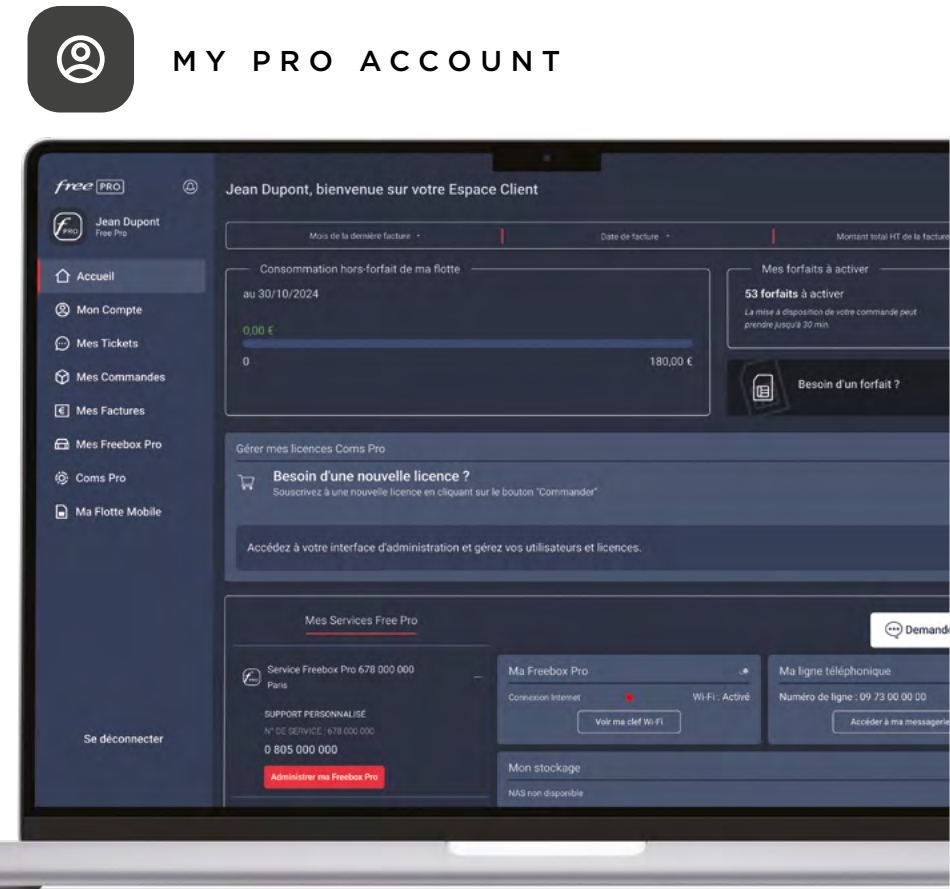 MY PRO ACCOUNT
free PRO
Jean Dupont
Free Pro
Accueil
Mon Compte
Mes Tickets
Mes Commandes
Mes Factures
Mes Freebox Pro
Coms Pro
Ma Flotte Mobile
Se déconnecter
Jean Dupont, bienvenue sur votre Espace Client
Mois de la dernière facture -
Date de facture -
Montant total HT de la facture
Consommation hors-forfait de ma flotte
au 30/10/2024
0,00 €
0
180,00 €
Mes forfaits à activer
53 forfaits à activer
La mise à disposition de votre commande peut
prendre jusqu'à 30 min.
Besoin d'un forfait ?
Gérer mes licences Coms Pro
Besoin d'une nouvelle licence ?
Souscrivez à une nouvelle licence en cliquant sur le bouton "Commander"
Accédez à votre interface d'administration et gérez vos utilisateurs et licences.
Mes Services Free Pro
Demande
Service Freebox Pro 678 000 000
Paris
SUPPORT PERSONNALISÉ
N° DE SERVICE : 678 000 000
0 805 000 000
Administrer ma Freebox Pro
Ma Freebox Pro
Connexion Internet
Wi-Fi : Activé
Voir ma clef Wi-Fi
Ma ligne téléphonique
Numéro de ligne : 09 73 00 00 00
Accéder à ma messagerie
Mon stockage
NAS non disponible